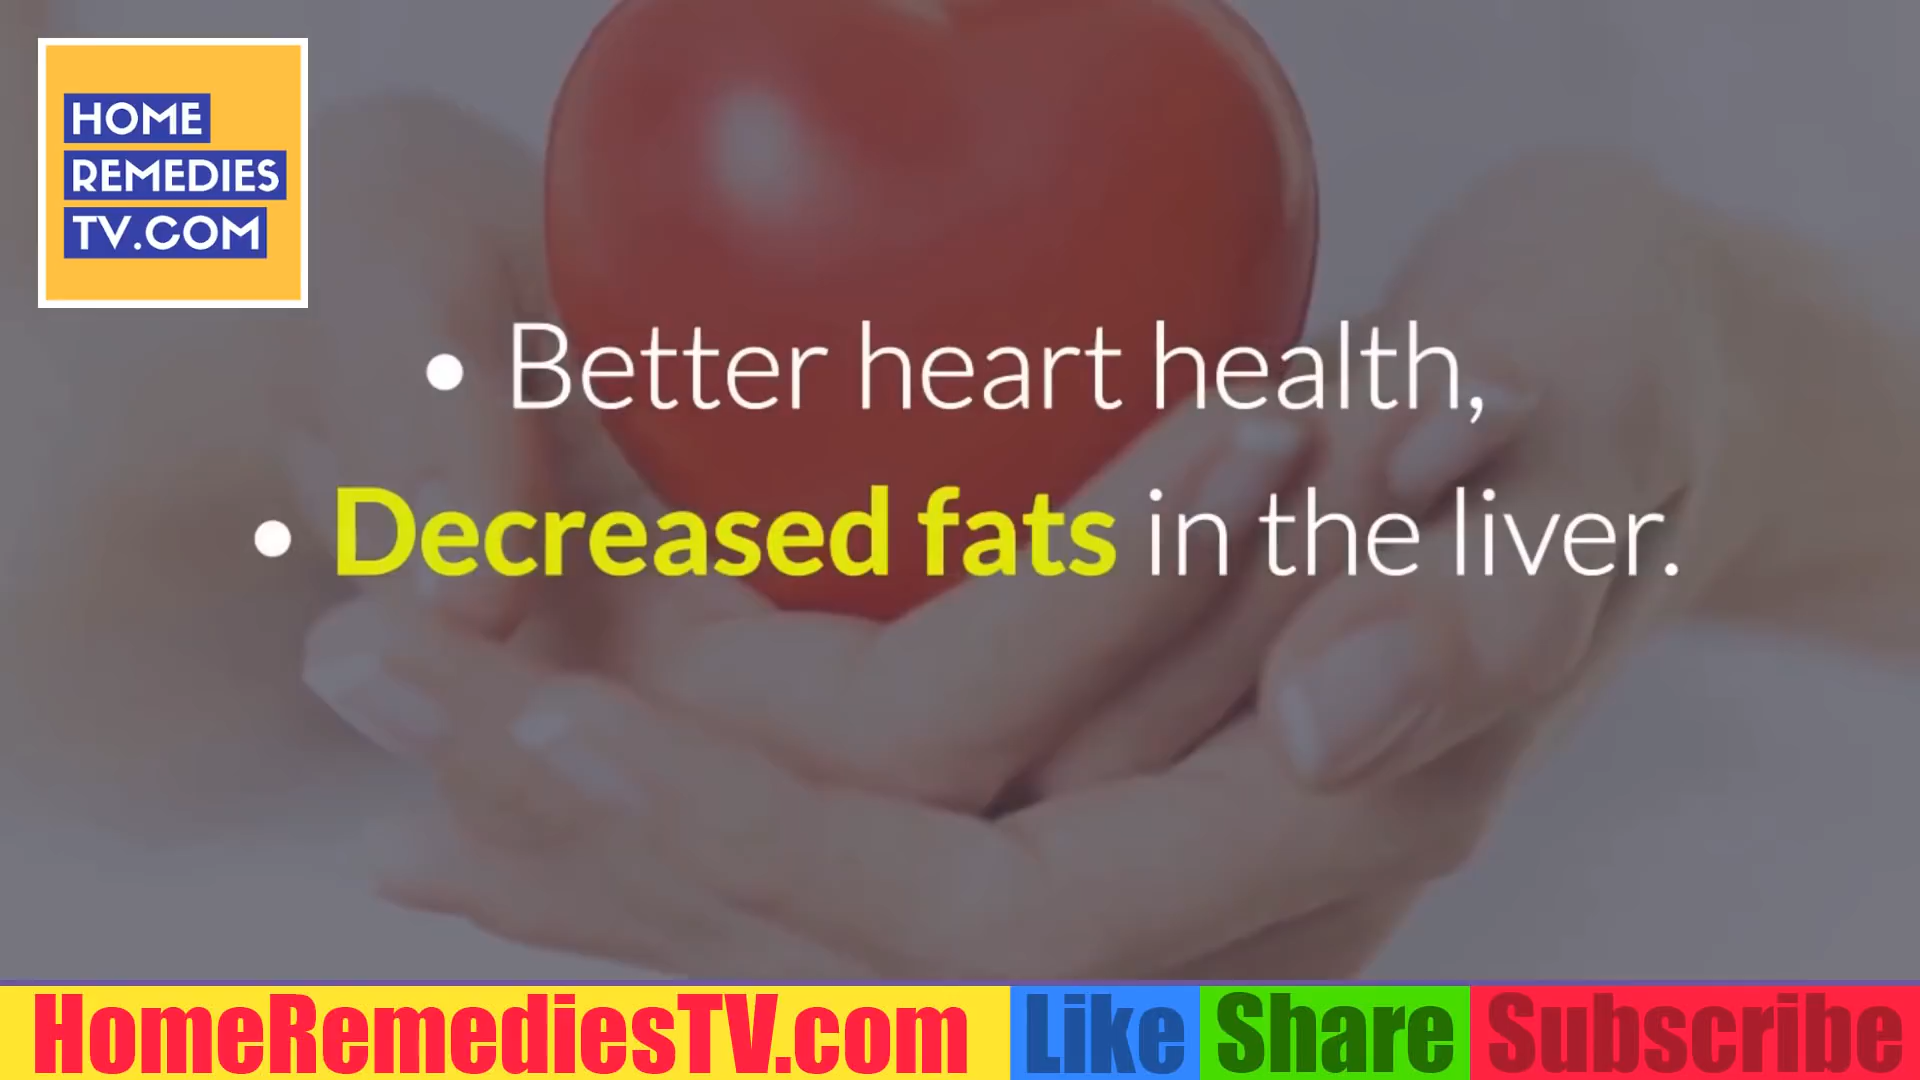 HOME
REMEDIES
TV.COM
• Better heart health,
• Decreased fats in the liver.
HomeRemediesTV.com Like Share Subscribe